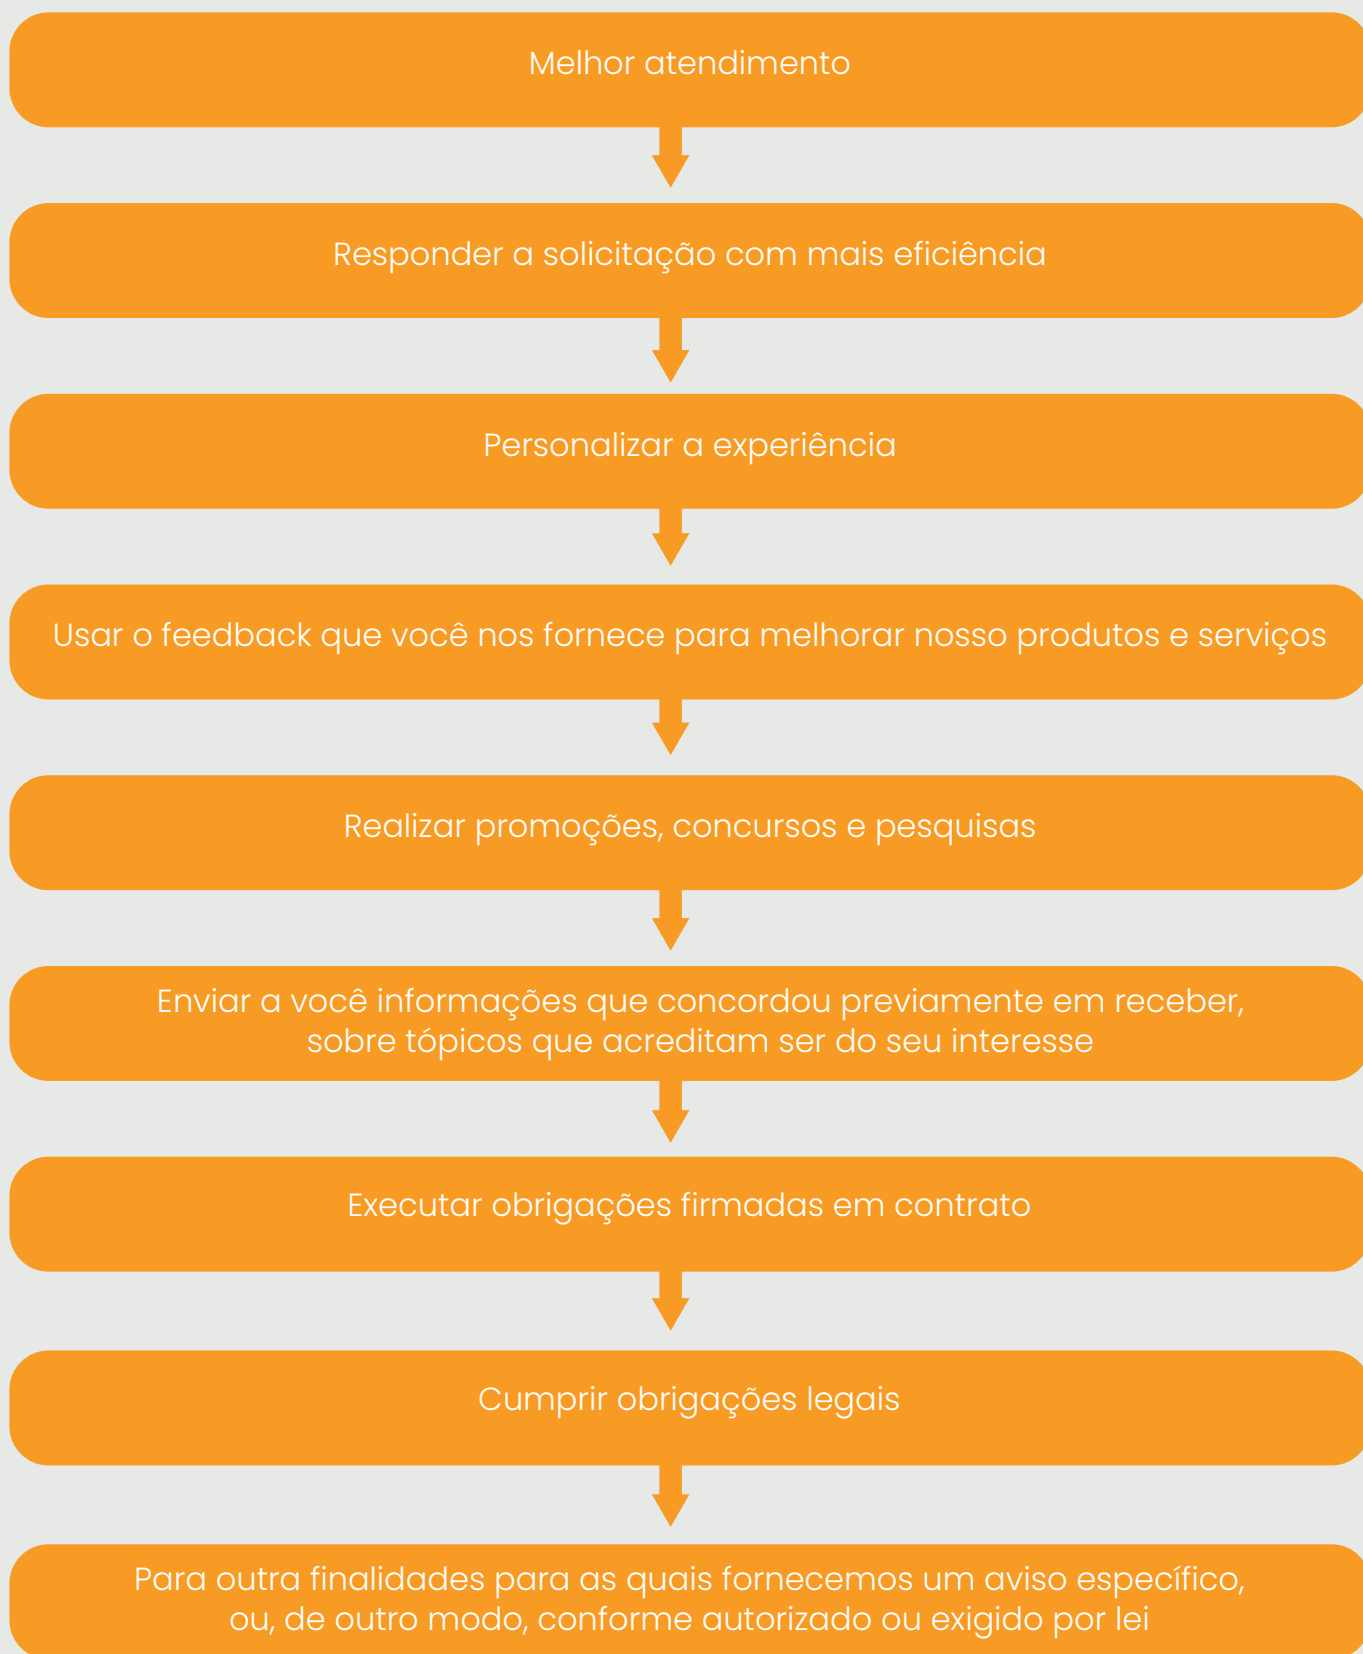 Melhor atendimento
Responder a solicitação com mais eficiência
Personalizar a experiência
Usar o feedback que você nos fornece para melhorar nosso produtos e serviços
Realizar promoções, concursos e pesquisas
Enviar a você informações que concordou previamente em receber,
sobre tópicos que acreditam ser do seu interesse
Executar obrigações firmadas em contrato
Cumprir obrigações legais
Para outra finalidades para as quais fornecemos um aviso específico,
ou, de outro modo, conforme autorizado ou exigido por lei